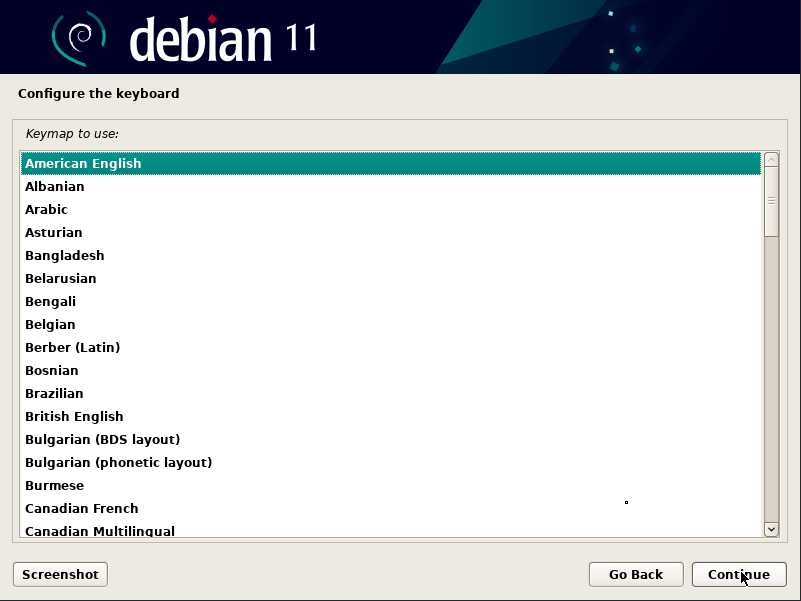 debian 11
Configure the keyboard
Keymap to use:
American English
Albanian
Arabic
Asturian
Bangladesh
Belarusian
Bengali
Belgian
Berber (Latin)
Bosnian
Brazilian
British English
Bulgarian (BDS layout)
Bulgarian (phonetic layout)
Burmese
Canadian French
Canadian Multilingual
Screenshot Go Back Continue